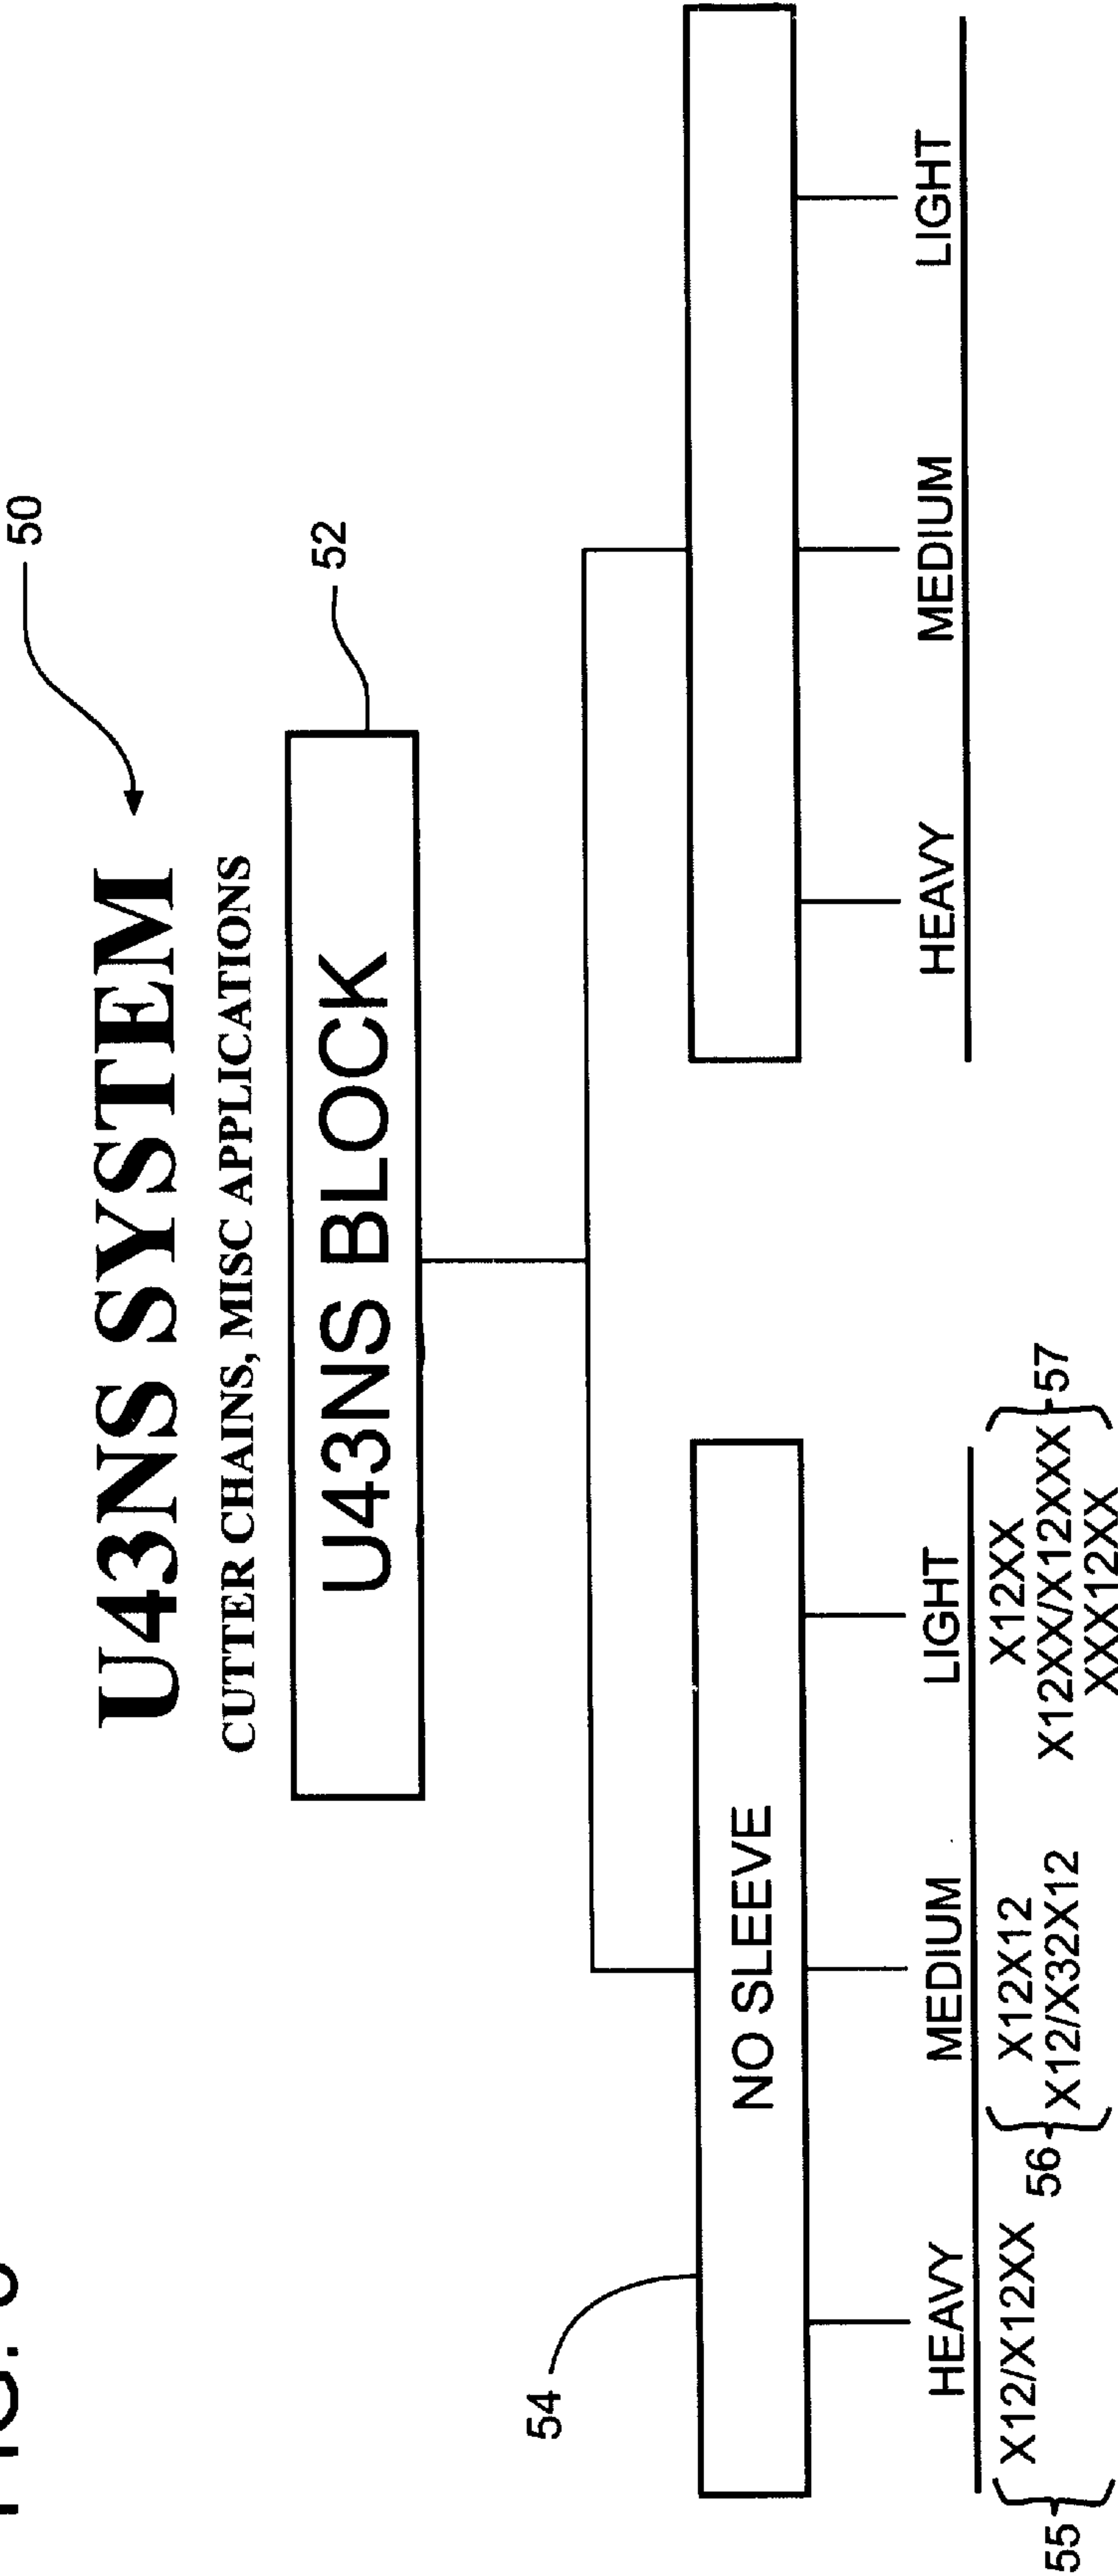 50
U43NS SYSTEM
CUTTER CHAINS, MISC APPLICATIONS
U43NS BLOCK
52
54
NO SLEEVE
HEAVY MEDIUM LIGHT HEAVY MEDIUM LIGHT
55 X12/X12XX
56 X12X12
X12/X32X12
X12XX
X12XX/X12XXX 57
XXX12XX